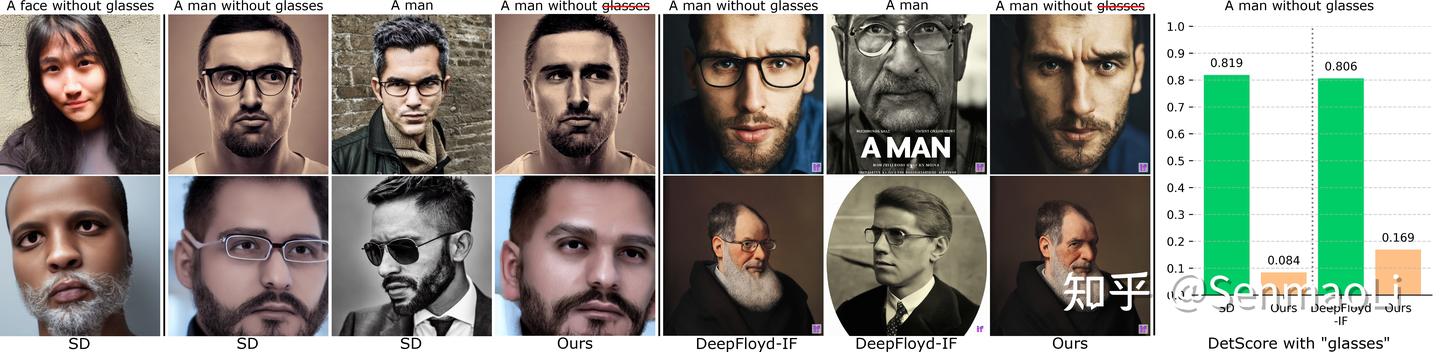 A face without glasses
A man without glasses
A man
A man without glasses
A man without glasses
A man
A man without glasses
A man without glasses
A MAN
1.0
0.9
0.8
0.7
0.6
0.5
0.4
0.3
0.2
0.1
0.819
0.084
0.806
0.169
SD
Ours
DeepFloyd
-IF
Ours
知乎 @SenmaoLi
SD
SD
SD
Ours
DeepFloyd-IF
DeepFloyd-IF
Ours
DetScore with "glasses"